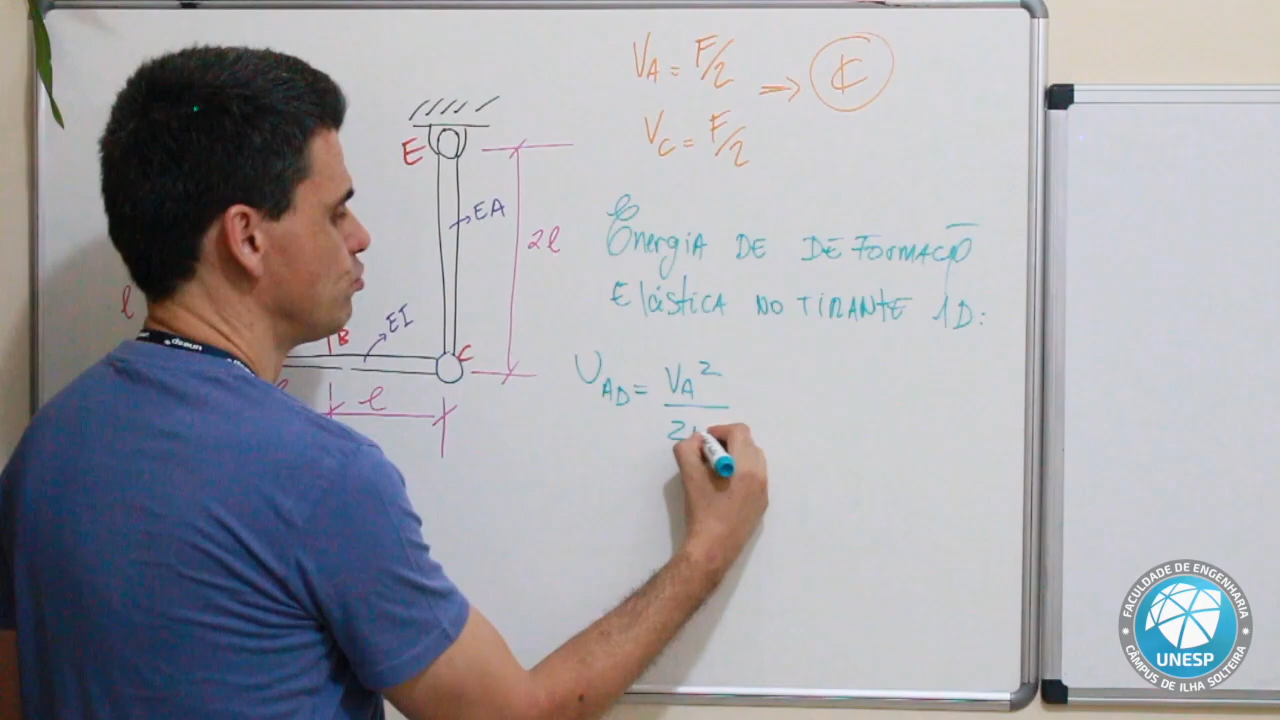 V_A = F/2
V_C = F/2
→ ₵
E
EA
2l
l
B
EI
C
l
Energia DE DEFORMAÇÃO
Elástica NO TIRANTE 1D:
U_AD = V_A²
2
FACULDADE DE ENGENHARIA
UNESP
CÂMPUS DE ILHA SOLTEIRA